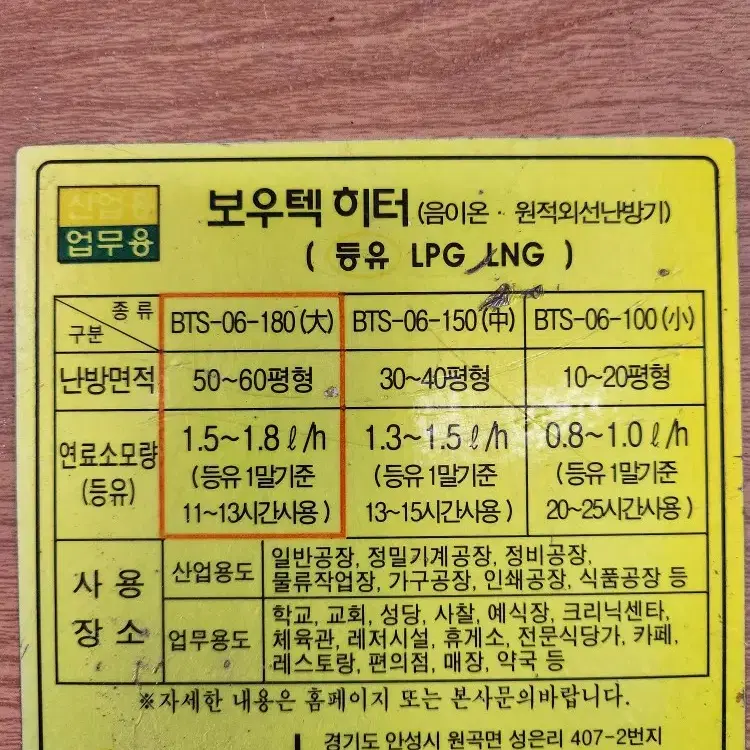 산업용
업무용
보우텍 히터 (음이온 · 원적외선난방기)
( 등유 LPG LNG )
종 류
구분
BTS-06-180(大) BTS-06-150(中) BTS-06-100(小)
난방면적 50~60평형 30~40평형 10~20평형
연료소모량 1.5~1.8ℓ/h 1.3~1.5ℓ/h 0.8~1.0ℓ/h
(등유) (등유 1말기준 (등유 1말기준 (등유 1말기준
11~13시간사용) 13~15시간사용) 20~25시간사용)
사 용
장 소
산업용도
일반공장, 정밀기계공장, 정비공장,
물류작업장, 가구공장, 인쇄공장, 식품공장 등
업무용도
학교, 교회, 성당, 사찰, 예식장, 크리닉센타,
체육관, 레저시설, 휴게소, 전문식당가, 카페,
레스토랑, 편의점, 매장, 약국 등
※자세한 내용은 홈페이지 또는 본사문의바랍니다.
경기도 안성시 원곡면 성은리 407-2번지